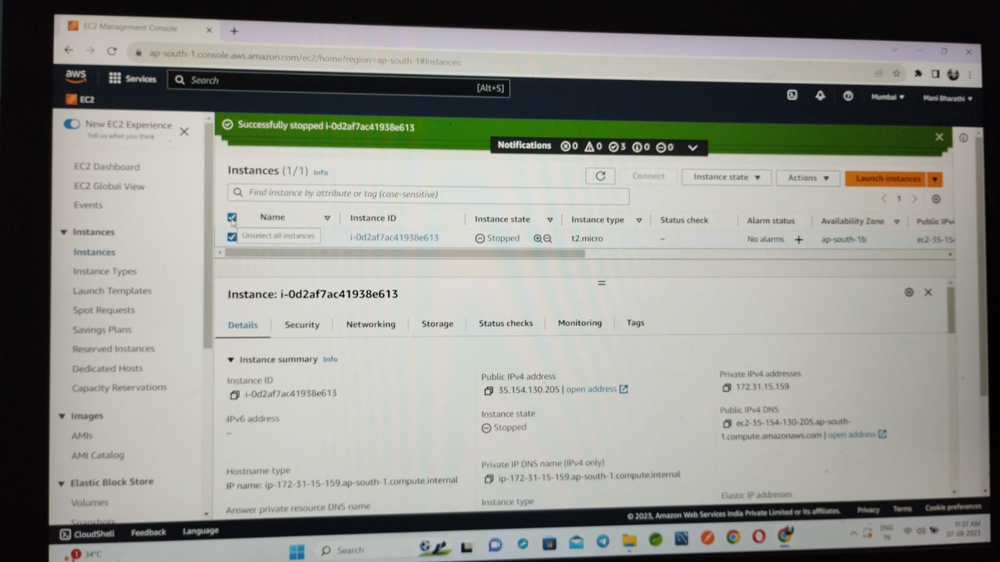 EC2 Management Console
ap-south-1.console.aws.amazon.com/ec2/home?region=ap-south-1#Instances:
aws
Services
Search
[Alt+S]
Mumbai
Mani Bharathi
EC2
New EC2 Experience
Tell us what you think
EC2 Dashboard
EC2 Global View
Events
Instances
Instances
Instance Types
Launch Templates
Spot Requests
Savings Plans
Reserved Instances
Dedicated Hosts
Capacity Reservations
Images
AMIs
AMI Catalog
Elastic Block Store
Volumes
Snapshots
Successfully stopped i-0d2af7ac41938e613
Notifications 0 0 3 0 0
Instances (1/1) Info
Connect
Instance state
Actions
Launch instances
Find instance by attribute or tag (case-sensitive)
1
Name Instance ID Instance state Instance type Status check Alarm status Availability Zone Public IPv4
Unselect all instances
i-0d2af7ac41938e613 Stopped t2.micro – No alarms + ap-south-1b ec2-35-15
Instance: i-0d2af7ac41938e613
Details Security Networking Storage Status checks Monitoring Tags
Instance summary Info
Instance ID
i-0d2af7ac41938e613
Public IPv4 address
35.154.130.205 | open address
Private IPv4 addresses
172.31.15.159
IPv6 address
–
Instance state
Stopped
Public IPv4 DNS
ec2-35-154-130-205.ap-south-
1.compute.amazonaws.com | open address
Hostname type
IP name: ip-172-31-15-159.ap-south-1.compute.internal
Private IP DNS name (IPv4 only)
ip-172-31-15-159.ap-south-1.compute.internal
Answer private resource DNS name
Instance type
Elastic IP addresses
CloudShell Feedback Language
© 2023, Amazon Web Services India Private Limited or its affiliates. Privacy Terms Cookie preferences
1
34°C
Search
ENG
IN
11:37 AM
07-08-2023